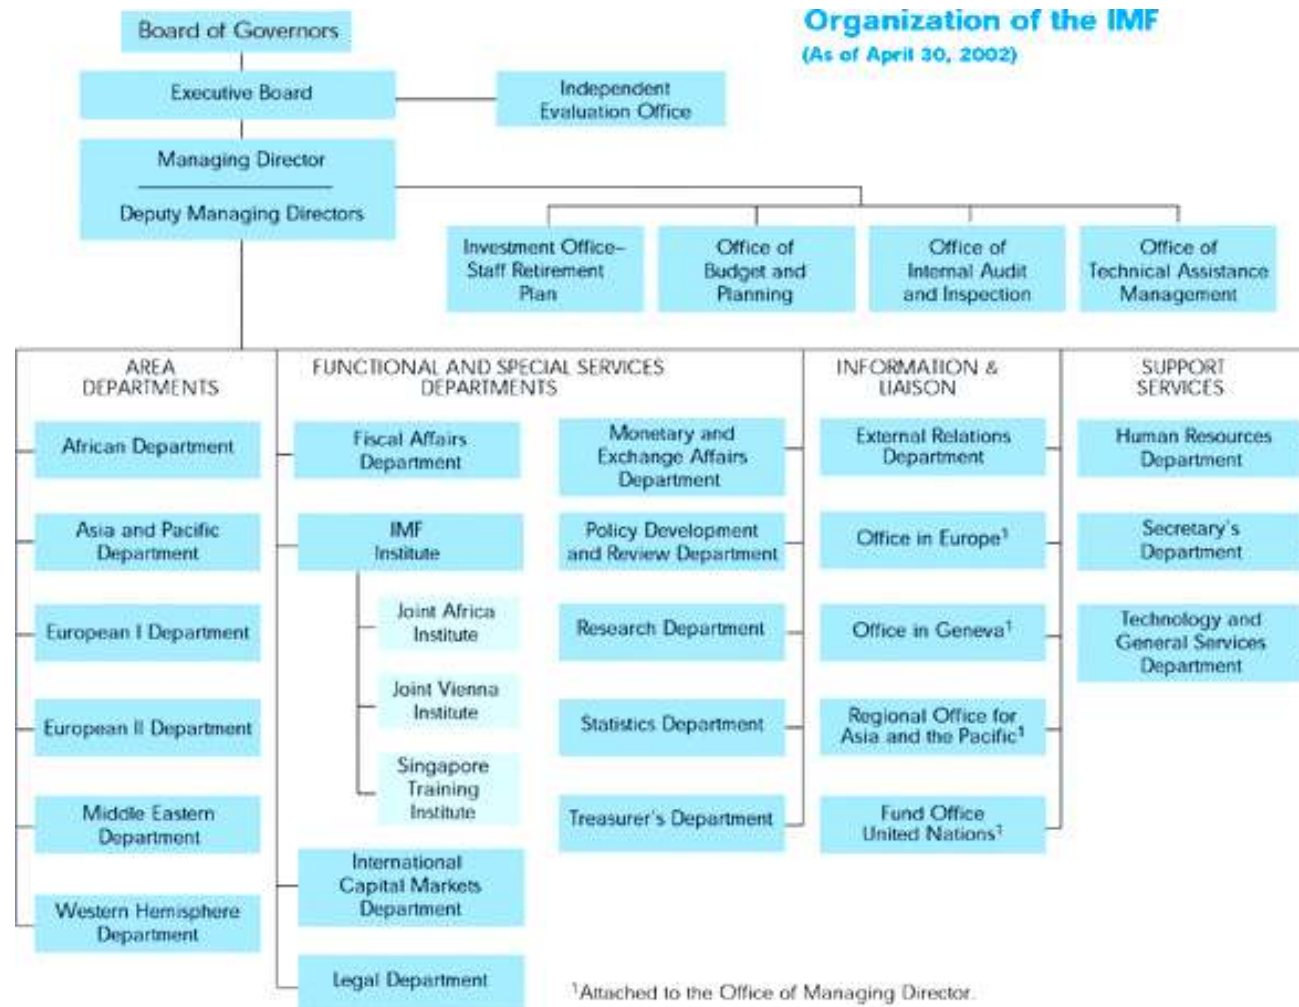 Organization of the IMF
(As of April 30, 2002)
Board of Governors
Executive Board
Independent
Evaluation Office
Managing Director
Deputy Managing Directors
Investment Office–
Staff Retirement
Plan
Office of
Budget and
Planning
Office of
Internal Audit
and Inspection
Office of
Technical Assistance
Management
AREA
DEPARTMENTS
African Department
Asia and Pacific
Department
European I Department
European II Department
Middle Eastern
Department
Western Hemisphere
Department
FUNCTIONAL AND SPECIAL SERVICES
DEPARTMENTS
Fiscal Affairs
Department
IMF
Institute
Joint Africa
Institute
Joint Vienna
Institute
Singapore
Training
Institute
International
Capital Markets
Department
Legal Department
Monetary and
Exchange Affairs
Department
Policy Development
and Review Department
Research Department
Statistics Department
Treasurer's Department
INFORMATION &
LIAISON
External Relations
Department
Office in Europe¹
Office in Geneva¹
Regional Office for
Asia and the Pacific¹
Fund Office
United Nations¹
SUPPORT
SERVICES
Human Resources
Department
Secretary's
Department
Technology and
General Services
Department
¹Attached to the Office of Managing Director.